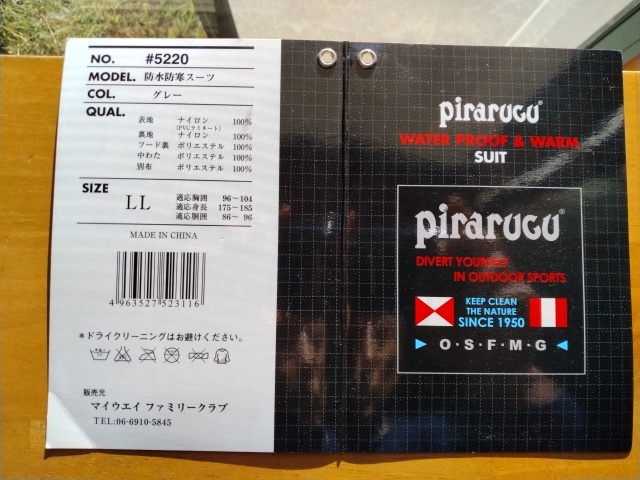 NO. #5220
MODEL. 防水防寒スーツ
COL. グレー
QUAL.
表地 ナイロン 100%
(PVCラミネート)
裏地 ナイロン 100%
フード裏 ポリエステル 100%
中わた ポリエステル 100%
別布 ポリエステル 100%
SIZE
LL
適応胸囲 96～104
適応身長 175～185
適応胴囲 86～ 96
MADE IN CHINA
4 963527 523116
*ドライクリーニングはお避けください。
販売元
マイウエイ ファミリークラブ
TEL:06-6910-5845
pirarucu®
WATER PROOF & WARM
SUIT
pirarucu®
DIVERT YOURSELF
IN OUTDOOR SPORTS
KEEP CLEAN
THE NATURE
SINCE 1950
O·S·F·M·G